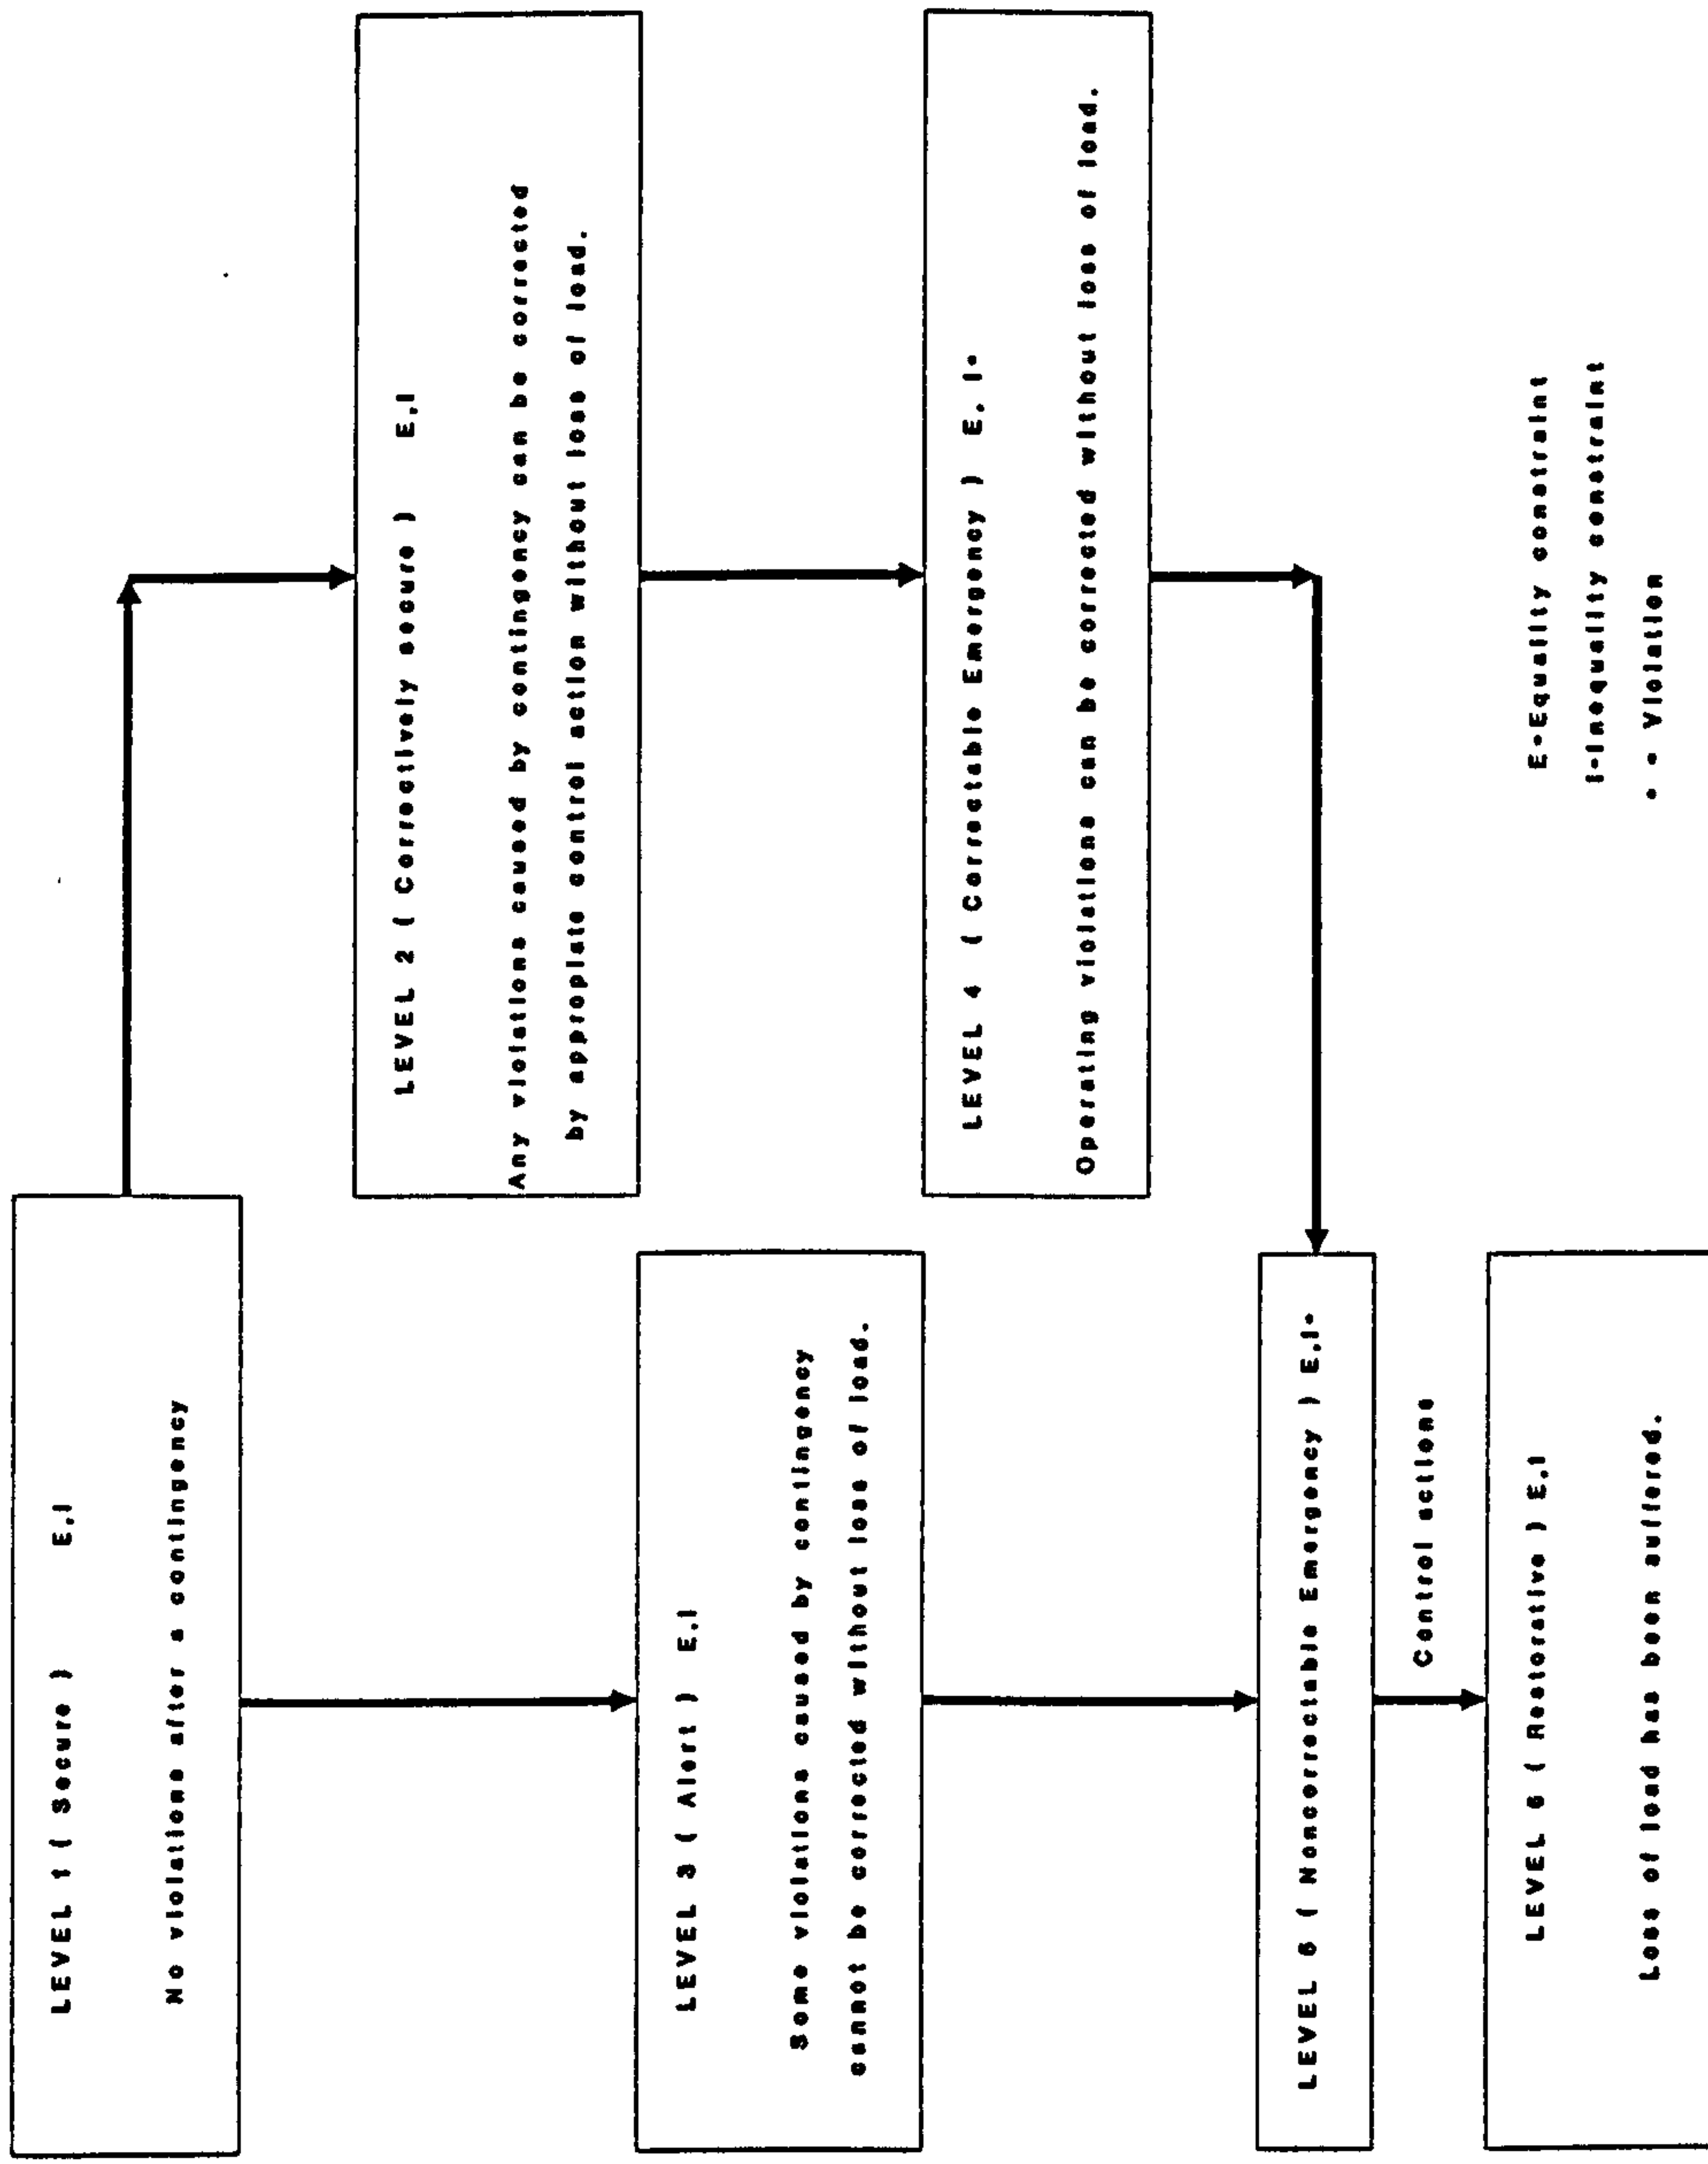 LEVEL 1 ( Secure ) E,I
No violations after a contingency
LEVEL 2 ( Correctively secure ) E,I
Any violations caused by contingency can be corrected
by appropiate control action without loss of load.
LEVEL 3 ( Alert ) E,I
Some violations caused by contingency
cannot be corrected without loss of load.
LEVEL 4 ( Correctable Emergency ) E, I*
Operating violations can be corrected without loss of load.
LEVEL 5 ( Noncorrectable Emergency ) E,I*
Control actions
LEVEL 6 ( Restorative ) E,I
Loss of load has been suffered.
E-Equality constraint
I-Inequality constraint
* - Violation